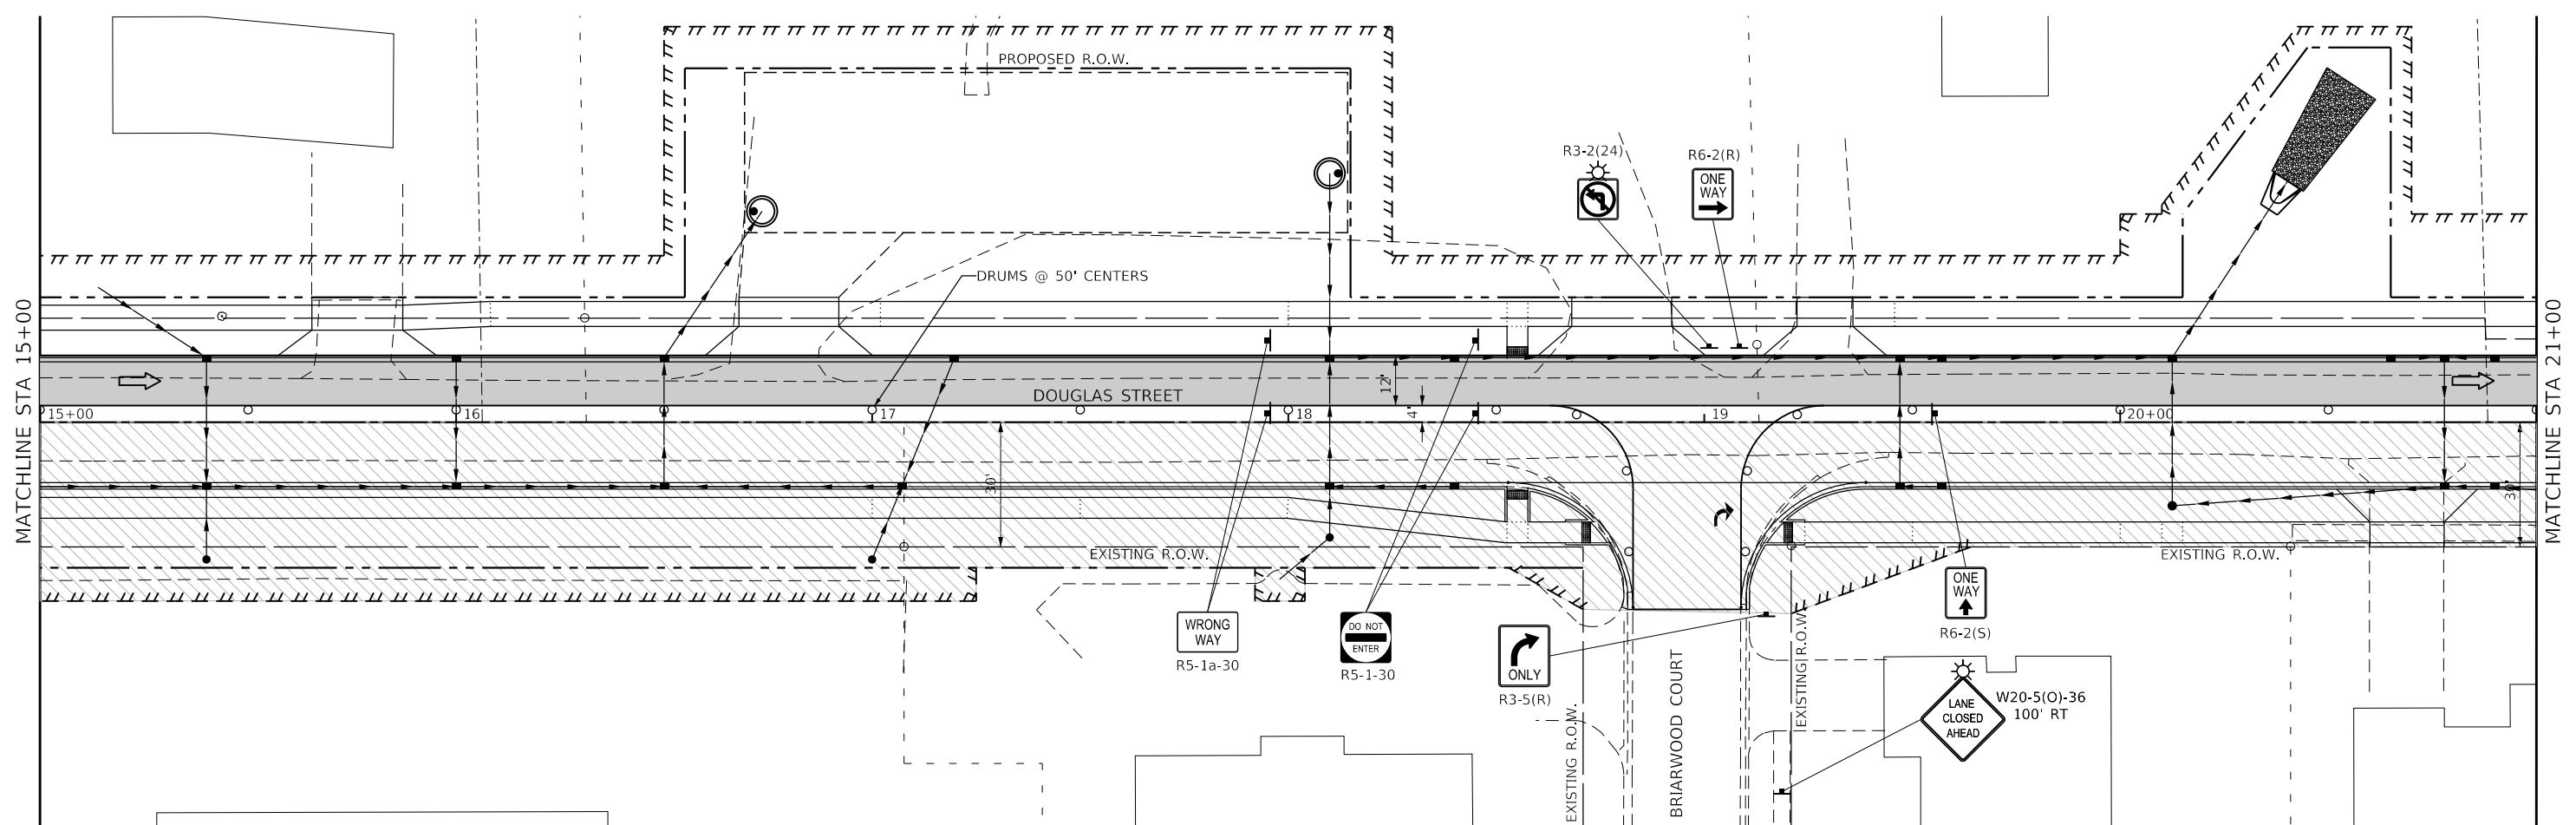 PROPOSED R.O.W.
R3-2(24)
R6-2(R)
ONE
WAY
DRUMS @ 50' CENTERS
MATCHLINE STA 15+00
MATCHLINE STA 21+00
12'
DOUGLAS STREET
15+00
16
17
18
4'
19
20+00
30'
30'
EXISTING R.O.W.
EXISTING R.O.W.
WRONG
WAY
R5-1a-30
DO NOT
ENTER
R5-1-30
ONLY
R3-5(R)
ONE
WAY
R6-2(S)
EXISTING R.O.W.
BRIARWOOD COURT
EXISTING R.O.W.
LANE
CLOSED
AHEAD
W20-5(O)-36
100' RT